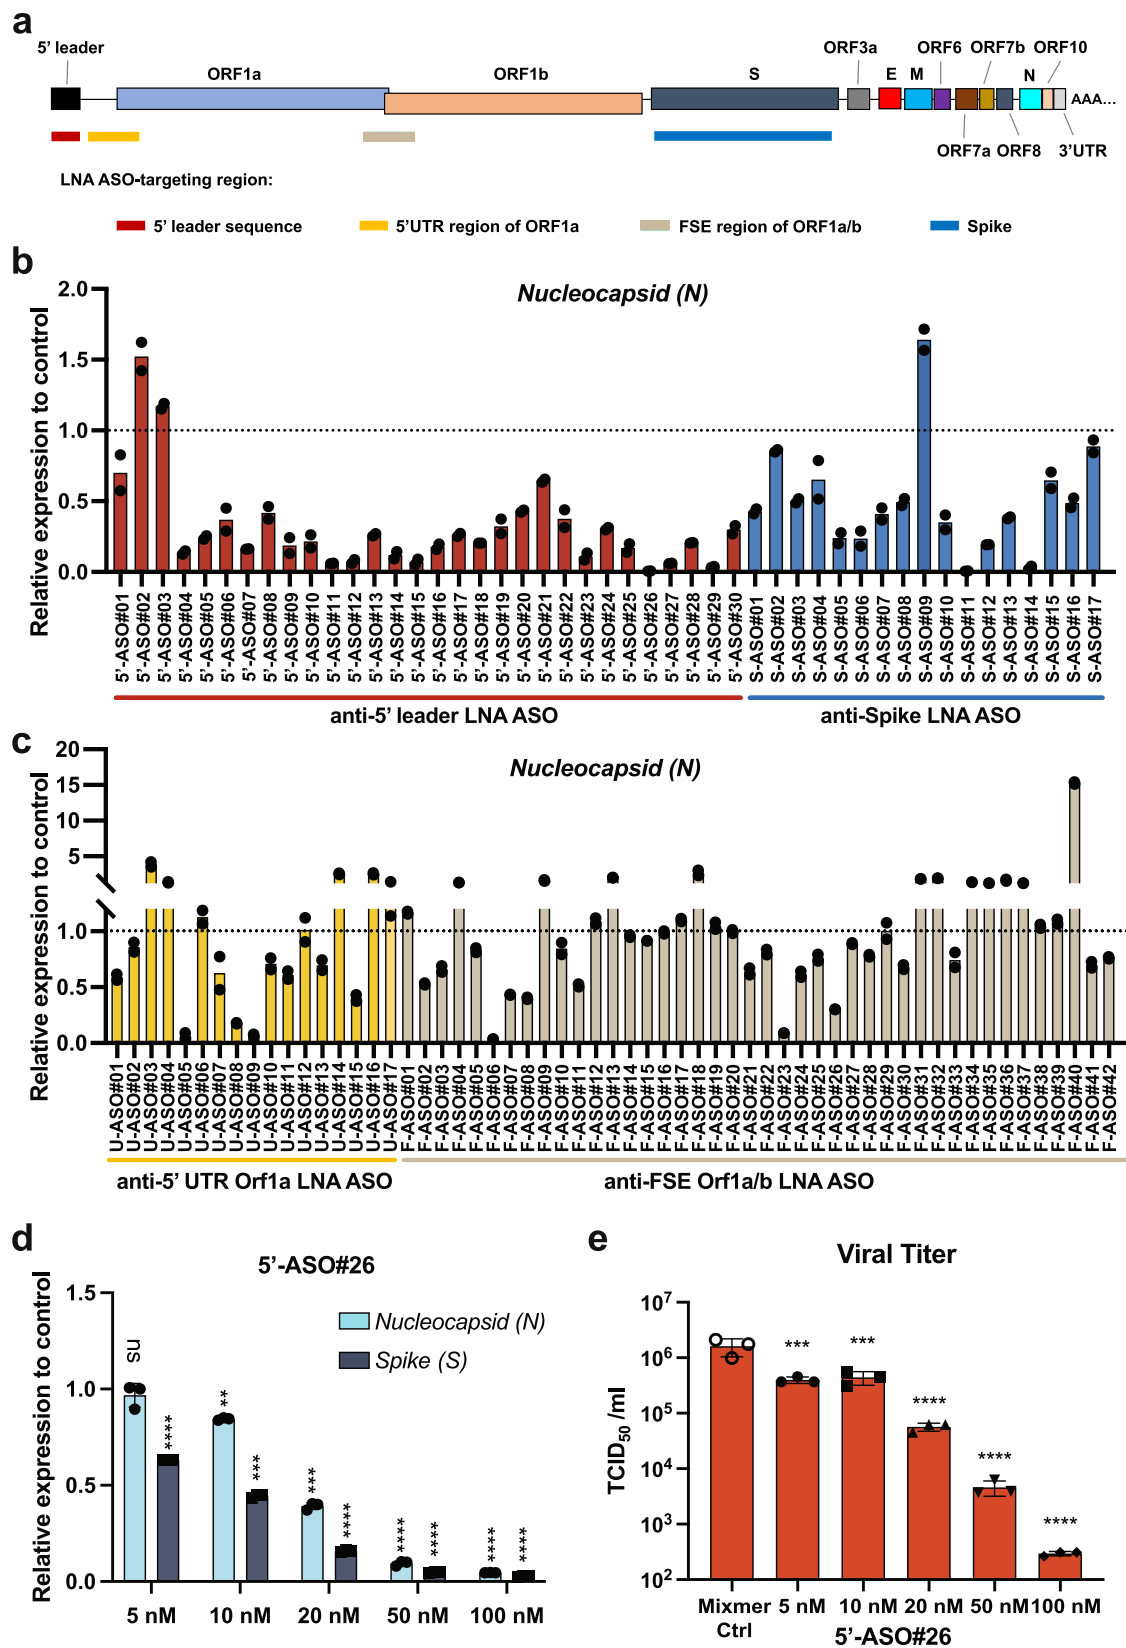 a
5’ leader
ORF1a
ORF1b
S
ORF3a
E
M
ORF6
ORF7b
ORF10
N
AAA...
ORF7a
ORF8
3’UTR
LNA ASO-targeting region:
5’ leader sequence
5’UTR region of ORF1a
FSE region of ORF1a/b
Spike
b
Nucleocapsid (N)
Relative expression to control
2.0
1.5
1.0
0.5
0.0
5’-ASO#01
5’-ASO#02
5’-ASO#03
5’-ASO#04
5’-ASO#05
5’-ASO#06
5’-ASO#07
5’-ASO#08
5’-ASO#09
5’-ASO#10
5’-ASO#11
5’-ASO#12
5’-ASO#13
5’-ASO#14
5’-ASO#15
5’-ASO#16
5’-ASO#17
5’-ASO#18
5’-ASO#19
5’-ASO#20
5’-ASO#21
5’-ASO#22
5’-ASO#23
5’-ASO#24
5’-ASO#25
5’-ASO#26
5’-ASO#27
5’-ASO#28
5’-ASO#29
5’-ASO#30
S-ASO#01
S-ASO#02
S-ASO#03
S-ASO#04
S-ASO#05
S-ASO#06
S-ASO#07
S-ASO#08
S-ASO#09
S-ASO#10
S-ASO#11
S-ASO#12
S-ASO#13
S-ASO#14
S-ASO#15
S-ASO#16
S-ASO#17
anti-5’ leader LNA ASO
anti-Spike LNA ASO
c
Nucleocapsid (N)
Relative expression to control
20
15
10
5
1.0
0.5
0.0
U-ASO#01
U-ASO#02
U-ASO#03
U-ASO#04
U-ASO#05
U-ASO#06
U-ASO#07
U-ASO#08
U-ASO#09
U-ASO#10
U-ASO#11
U-ASO#12
U-ASO#13
U-ASO#14
U-ASO#15
U-ASO#16
U-ASO#17
F-ASO#01
F-ASO#02
F-ASO#03
F-ASO#04
F-ASO#05
F-ASO#06
F-ASO#07
F-ASO#08
F-ASO#09
F-ASO#10
F-ASO#11
F-ASO#12
F-ASO#13
F-ASO#14
F-ASO#15
F-ASO#16
F-ASO#17
F-ASO#18
F-ASO#19
F-ASO#20
F-ASO#21
F-ASO#22
F-ASO#23
F-ASO#24
F-ASO#25
F-ASO#26
F-ASO#27
F-ASO#28
F-ASO#29
F-ASO#30
F-ASO#31
F-ASO#32
F-ASO#33
F-ASO#34
F-ASO#35
F-ASO#36
F-ASO#37
F-ASO#38
F-ASO#39
F-ASO#40
F-ASO#41
F-ASO#42
anti-5’ UTR Orf1a LNA ASO
anti-FSE Orf1a/b LNA ASO
d
5’-ASO#26
Relative expression to control
1.5
1.0
0.5
0.0
Nucleocapsid (N)
Spike (S)
ns
****
**
***
***
****
****
****
****
****
5 nM
10 nM
20 nM
50 nM
100 nM
e
Viral Titer
TCID50 /ml
10^7
10^6
10^5
10^4
10^3
10^2
***
***
****
****
****
Mixmer Ctrl
5 nM
10 nM
20 nM
50 nM
100 nM
5’-ASO#26